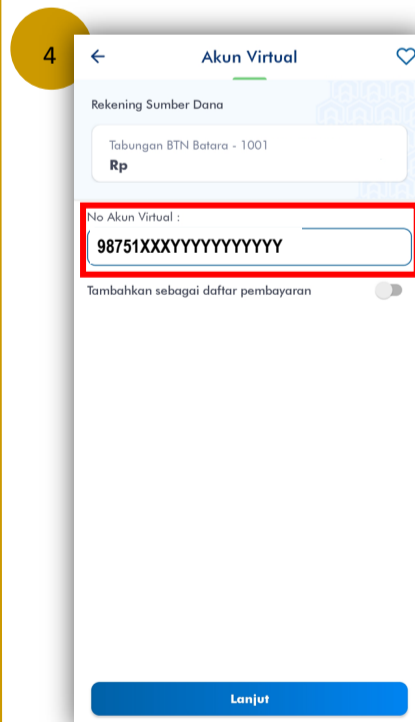 4
Akun Virtual
Rekening Sumber Dana
Tabungan BTN Batara - 1001
Rp
No Akun Virtual :
98751XXXYYYYYYYYYYY
Tambahkan sebagai daftar pembayaran
Lanjut